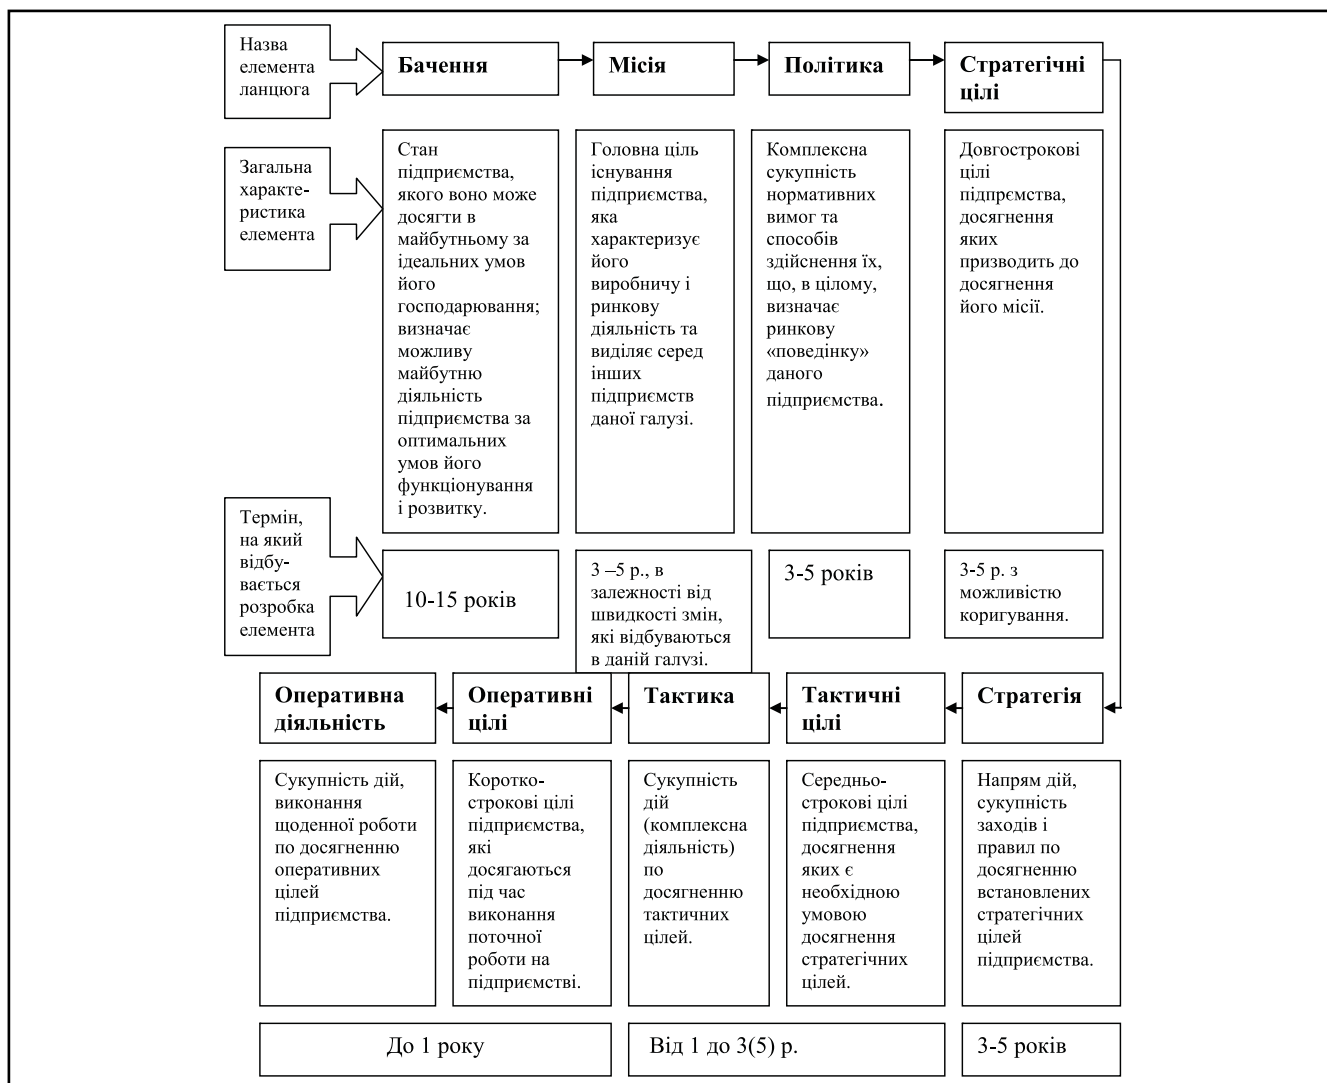 Назва
елемента
ланцюга
Бачення
Місія
Політика
Стратегічні
цілі
Загальна
характе-
ристика
елемента
Стан
підприємства,
якого воно може
досягти в
майбутньому за
ідеальних умов
його
господарювання;
визначає
можливу
майбутню
діяльність
підприємства за
оптимальних
умов його
функціонування
і розвитку.
Головна ціль
існування
підприємства,
яка
характеризує
його
виробничу і
ринкову
діяльність та
виділяє серед
інших
підприємств
даної галузі.
Комплексна
сукупність
нормативних
вимог та
способів
здійснення їх,
що, в цілому,
визначає
ринкову
«поведінку»
даного
підприємства.
Довгострокові
цілі
підпрємства,
досягнення
яких
призводить до
досягнення
його місії.
Термін,
на який
відбу-
вається
розробка
елемента
10-15 років
3 –5 р., в
залежності від
швидкості змін,
які відбуваються
в даній галузі.
3-5 років
3-5 р. з
можливістю
коригування.
Оперативна
діяльність
Оперативні
цілі
Тактика
Тактичні
цілі
Стратегія
Сукупність дій,
виконання
щоденної роботи
по досягненню
оперативних
цілей
підприємства.
Коротко-
строкові цілі
підприємства,
які
досягаються
під час
виконання
поточної
роботи на
підприємстві.
Сукупність
дій
(комплексна
діяльність)
по
досягненню
тактичних
цілей.
Середньо-
строкові цілі
підприємства,
досягнення
яких є
необхідною
умовою
досягнення
стратегічних
цілей.
Напрям дій,
сукупність
заходів і
правил по
досягненню
встановлених
стратегічних
цілей
підприємства.
До 1 року
Від 1 до 3(5) р.
3-5 років